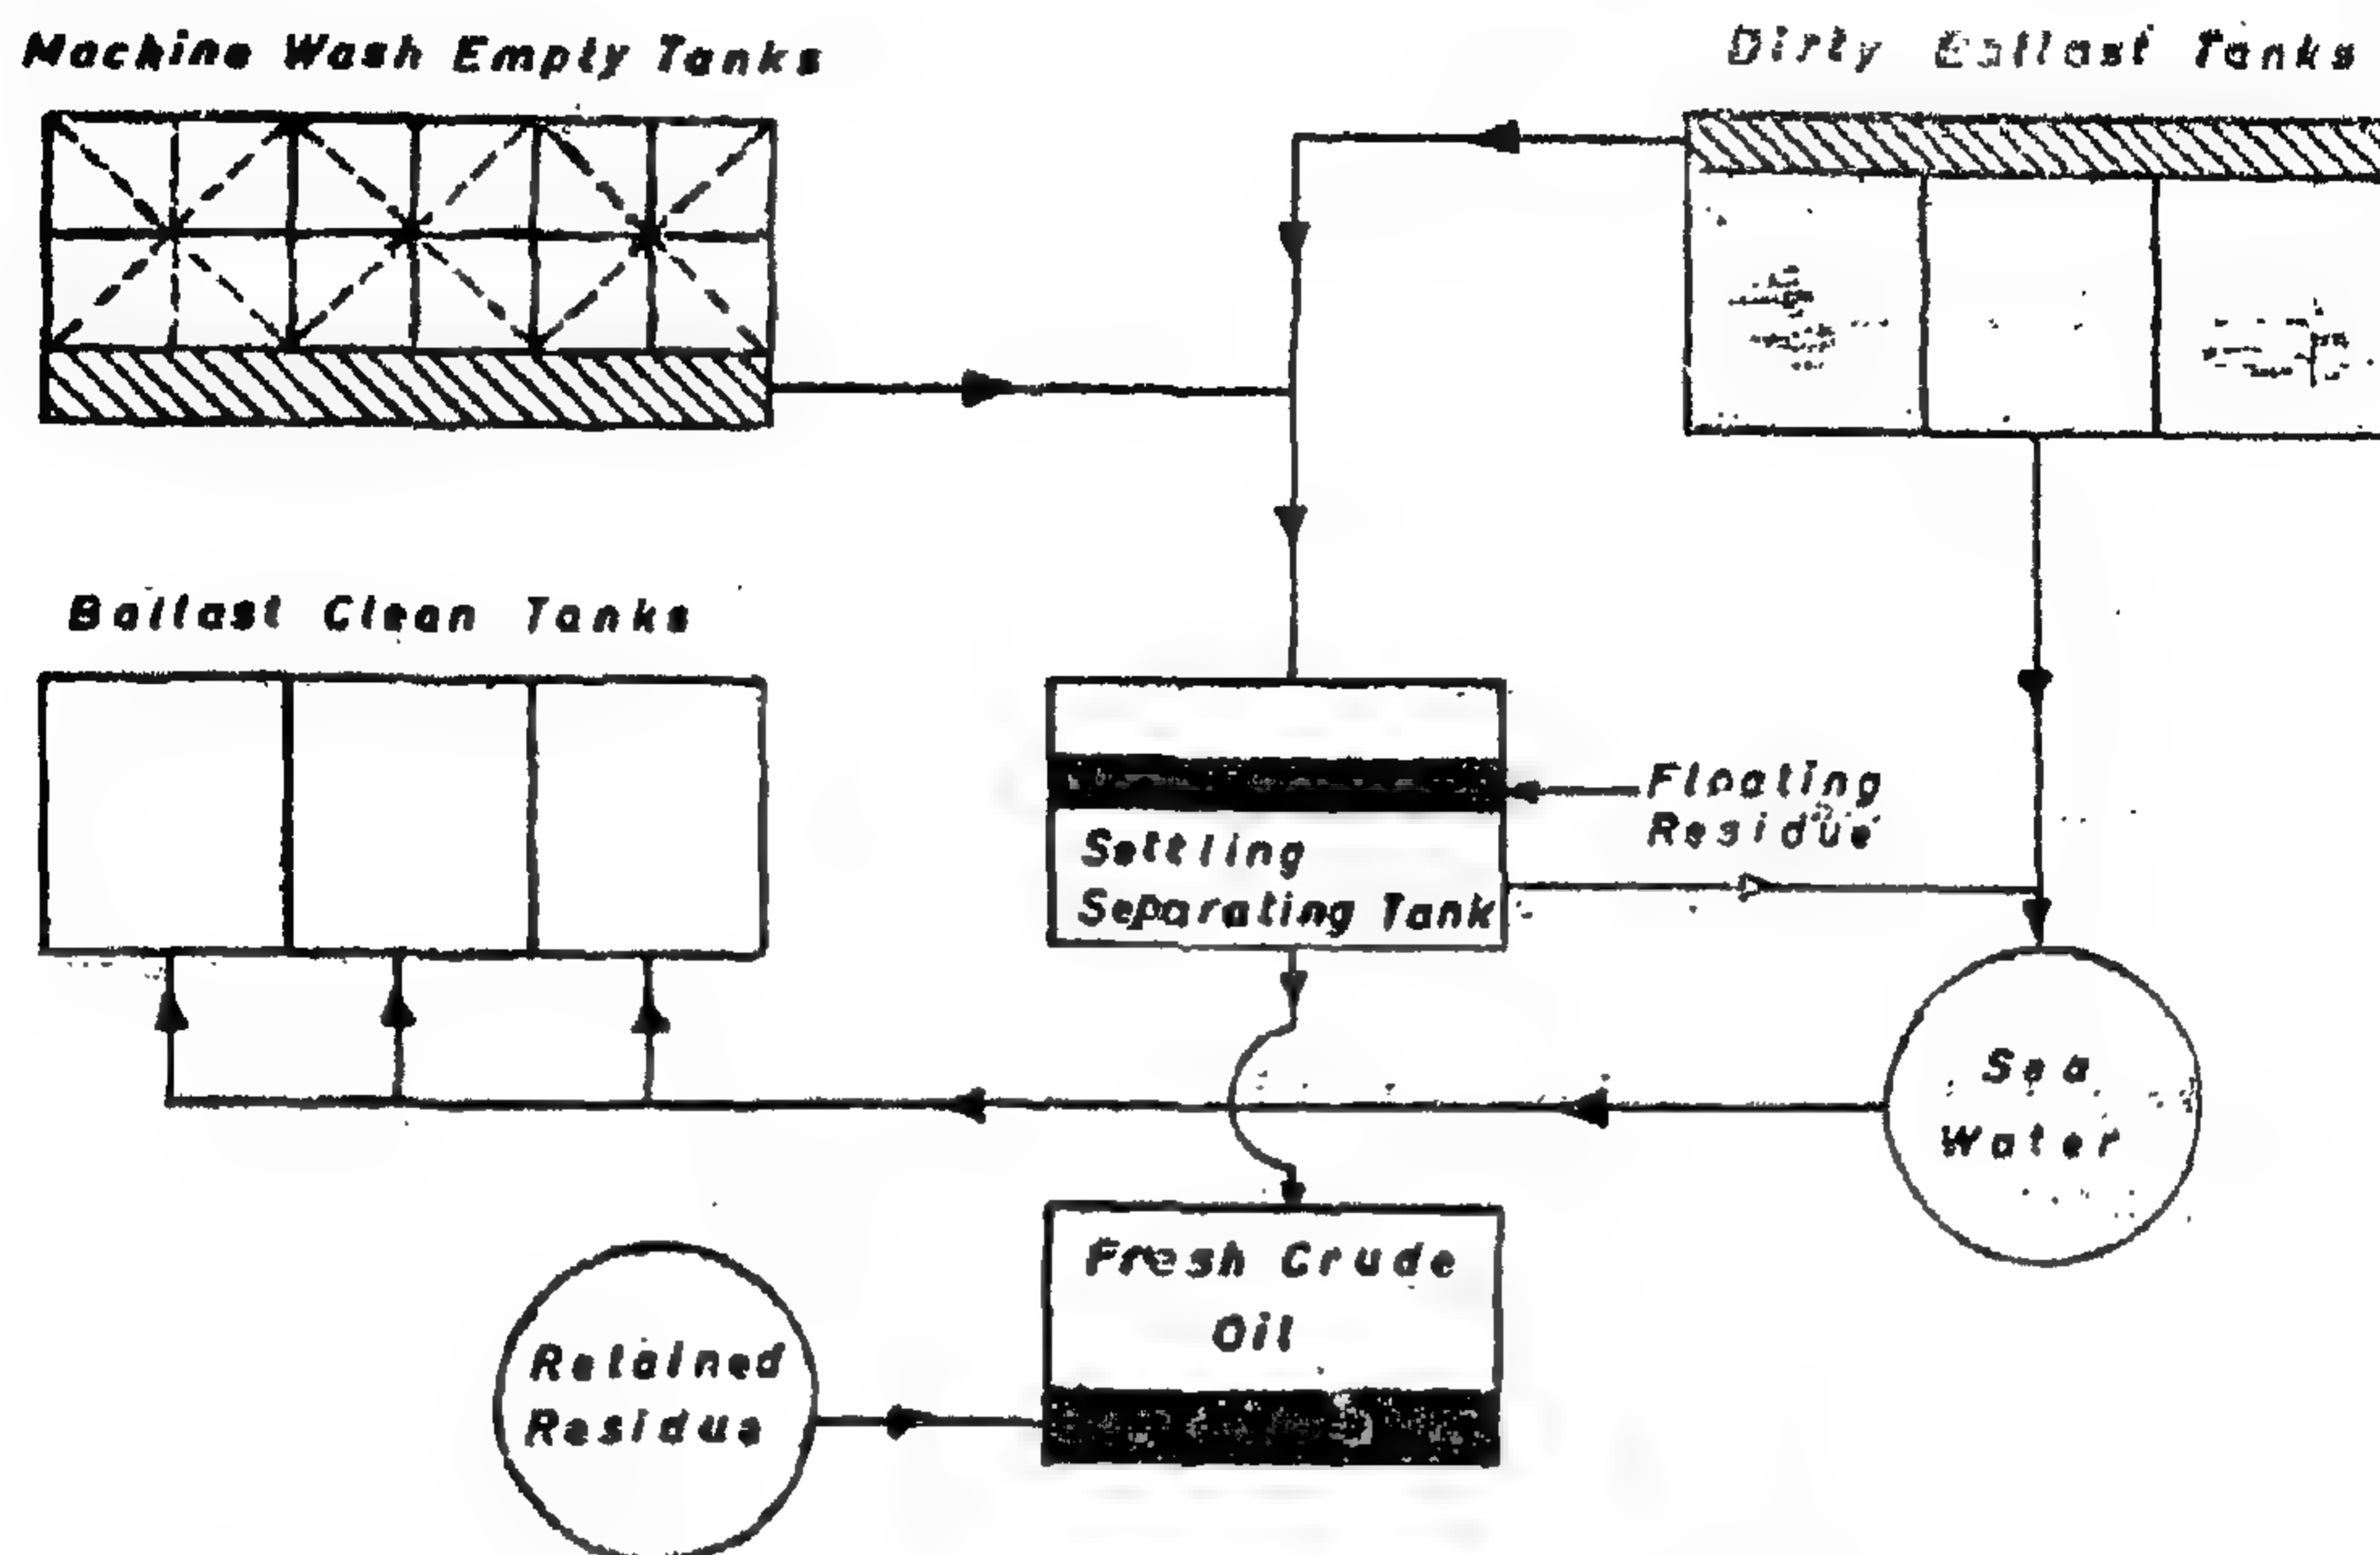 Machine Wash Empty Tanks
Dirty Ballast Tanks
Ballast Clean Tanks
Floating
Residue
Settling
Separating Tank
Sea
Water
Fresh Crude
Oil
Retained
Residue